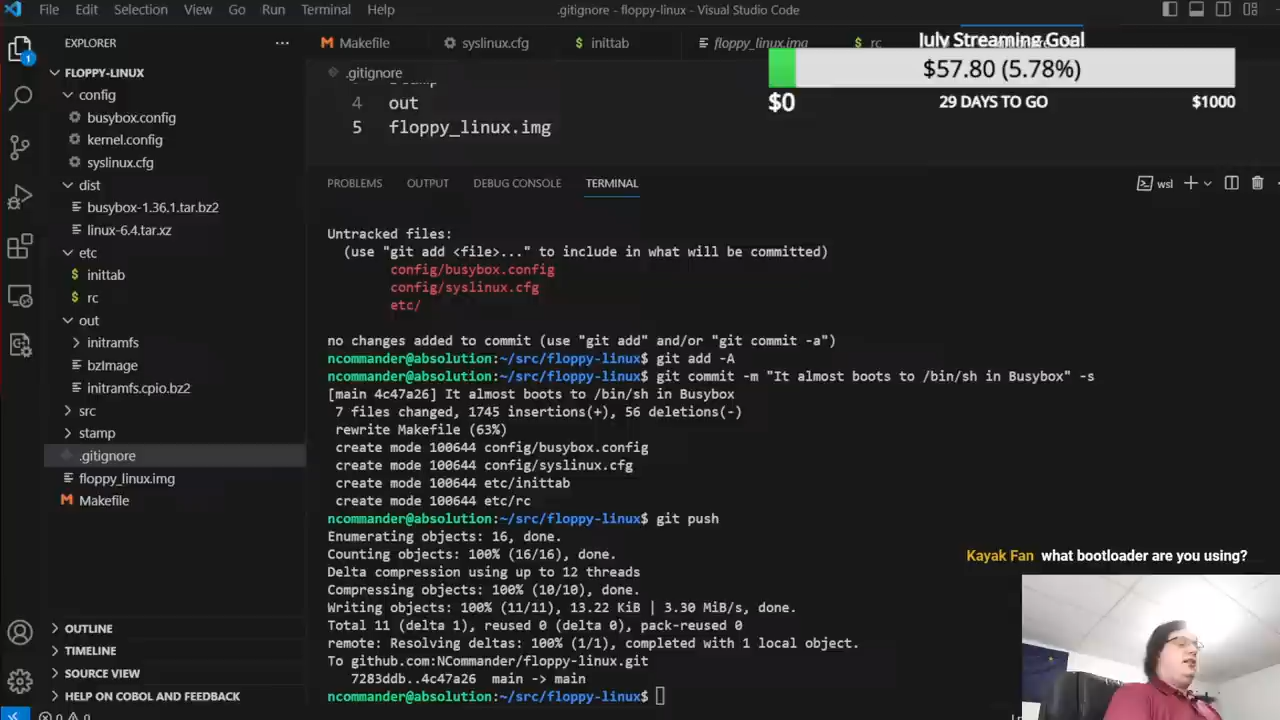 File Edit Selection View Go Run Terminal Help
.gitignore - floppy-linux - Visual Studio Code
EXPLORER
Makefile
syslinux.cfg
inittab
floppy_linux.img
rc
July Streaming Goal
$57.80 (5.78%)
$0
29 DAYS TO GO
$1000
1
FLOPPY-LINUX
config
busybox.config
kernel.config
syslinux.cfg
dist
busybox-1.36.1.tar.bz2
linux-6.4.tar.xz
etc
inittab
rc
out
initramfs
bzImage
initramfs.cpio.bz2
src
stamp
.gitignore
floppy_linux.img
Makefile
OUTLINE
TIMELINE
SOURCE VIEW
HELP ON COBOL AND FEEDBACK
0 0
.gitignore
4 out
5 floppy_linux.img
PROBLEMS OUTPUT DEBUG CONSOLE TERMINAL
wsl
Untracked files:
(use "git add <file>..." to include in what will be committed)
config/busybox.config
config/syslinux.cfg
etc/
no changes added to commit (use "git add" and/or "git commit -a")
ncommander@absolution:~/src/floppy-linux$ git add -A
ncommander@absolution:~/src/floppy-linux$ git commit -m "It almost boots to /bin/sh in Busybox" -s
[main 4c47a26] It almost boots to /bin/sh in Busybox
7 files changed, 1745 insertions(+), 56 deletions(-)
rewrite Makefile (63%)
create mode 100644 config/busybox.config
create mode 100644 config/syslinux.cfg
create mode 100644 etc/inittab
create mode 100644 etc/rc
ncommander@absolution:~/src/floppy-linux$ git push
Enumerating objects: 16, done.
Counting objects: 100% (16/16), done.
Delta compression using up to 12 threads
Compressing objects: 100% (10/10), done.
Writing objects: 100% (11/11), 13.22 KiB | 3.30 MiB/s, done.
Total 11 (delta 1), reused 0 (delta 0), pack-reused 0
remote: Resolving deltas: 100% (1/1), completed with 1 local object.
To github.com:NCommander/floppy-linux.git
7283ddb..4c47a26 main -> main
ncommander@absolution:~/src/floppy-linux$
Kayak Fan what bootloader are you using?